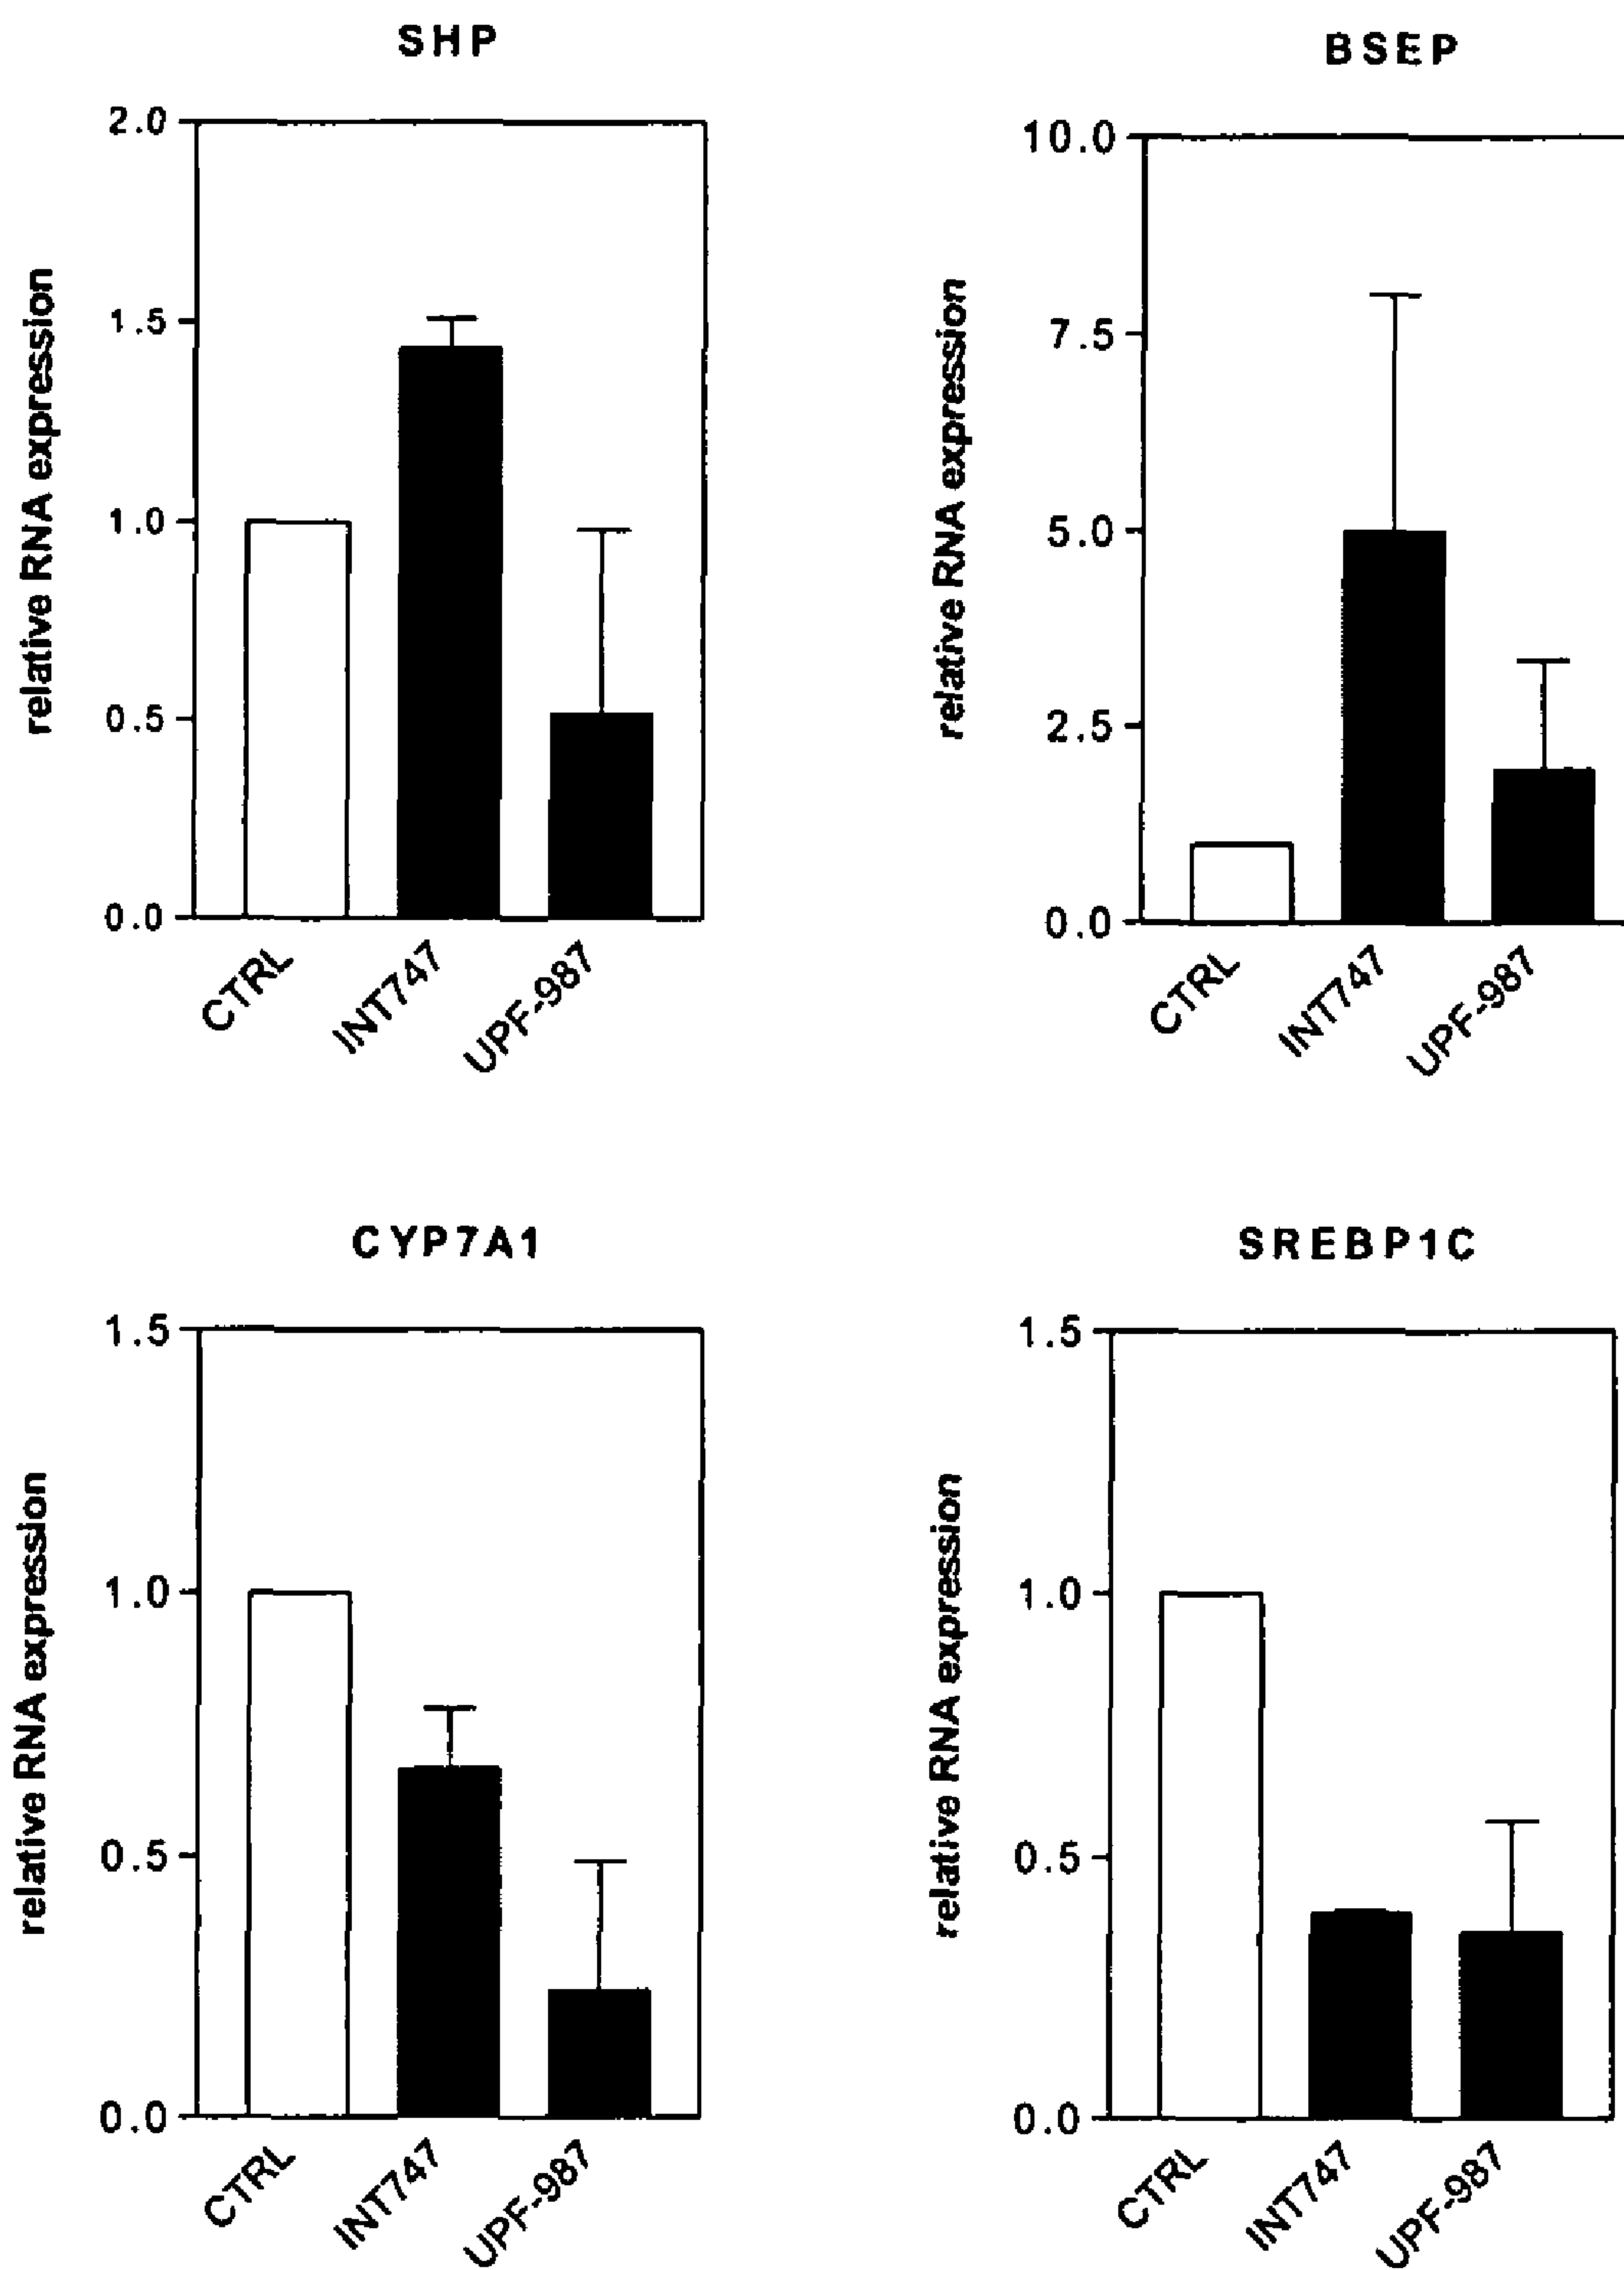 SHP
relative RNA expression
2.0
1.5
1.0
0.5
0.0
CTRL
INT747
UPF-987
BSEP
relative RNA expression
10.0
7.5
5.0
2.5
0.0
CTRL
INT747
UPF-987
CYP7A1
relative RNA expression
1.5
1.0
0.5
0.0
CTRL
INT747
UPF-987
SREBP1C
relative RNA expression
1.5
1.0
0.5
0.0
CTRL
INT747
UPF-987